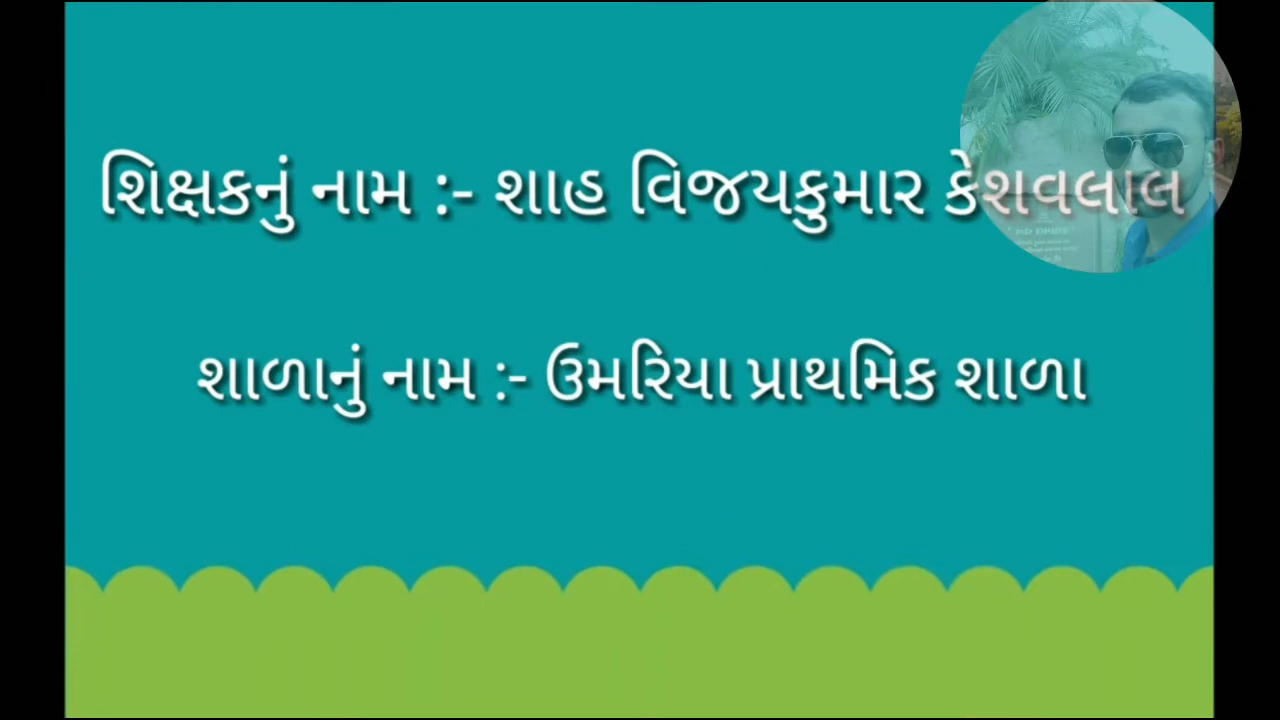 શિક્ષકનું નામ :- શાહ વિજયકુમાર કેશવલાલ
શાળાનું નામ :- ઉમરિયા પ્રાથમિક શાળા